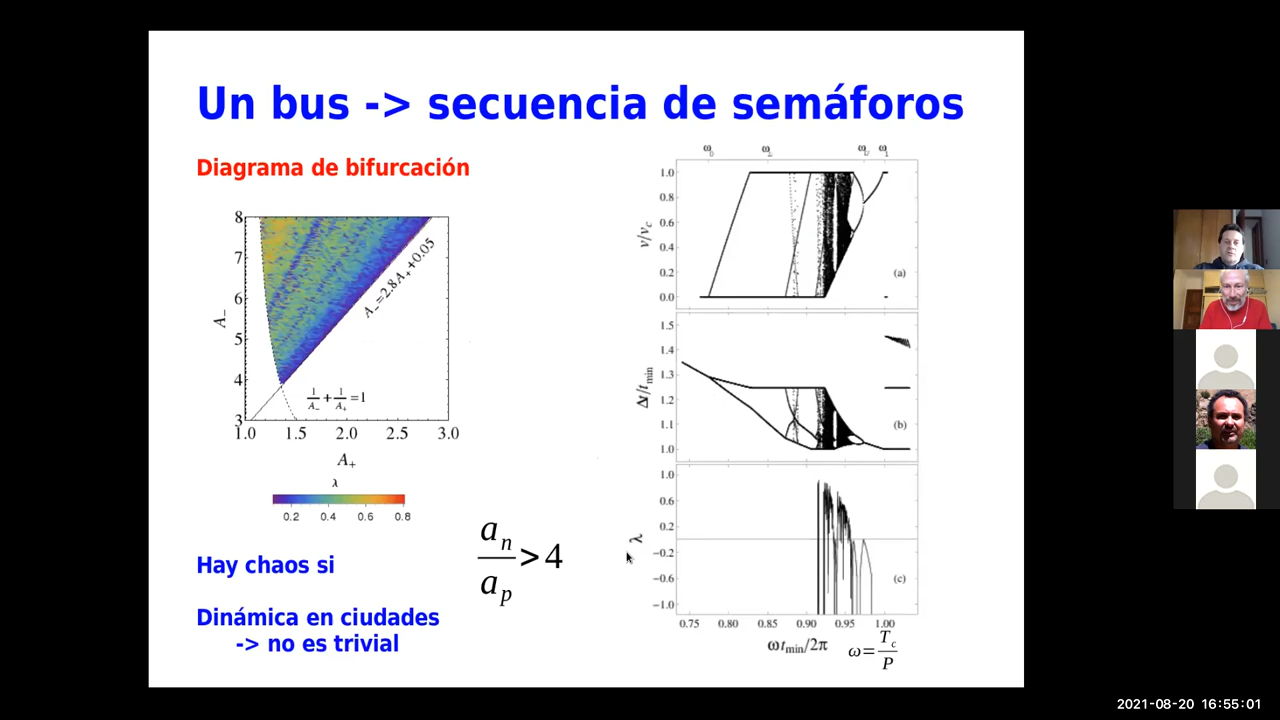 Un bus -> secuencia de semáforos
Diagrama de bifurcación
8
7
6
5
4
3
A₋
1.0 1.5 2.0 2.5 3.0
A₊
A₋=2.8A₊+0.05
1/A₋ + 1/A₊ =1
λ
0.2 0.4 0.6 0.8
Hay chaos si
aₙ/aₚ >4
Dinámica en ciudades
-> no es trivial
1.0
0.8
0.6
0.4
0.2
0.0
v/v_c
(a)
1.5
1.4
1.3
1.2
1.1
1.0
Δt/t_min
(b)
1.0
0.6
0.2
−0.2
−0.6
−1.0
λ
(c)
0.75 0.80 0.85 0.90 0.95 1.00
ωt_min/2π
ω=T_c/P
2021-08-20 16:55:01